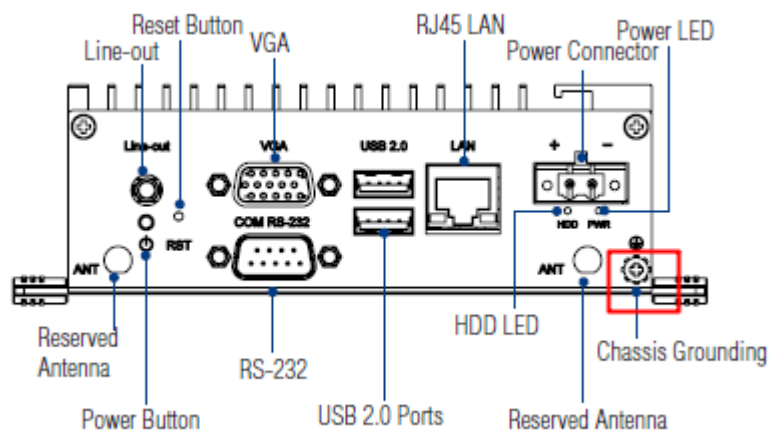 Reset Button
RJ45 LAN
Power LED
Line-out
VGA
Power Connector
Line-out
VGA
USB 2.0
LAN
+ -
COM RS-232
HDD PWR
RST
ANT
ANT
Reserved
Antenna
RS-232
HDD LED
Chassis Grounding
Power Button
USB 2.0 Ports
Reserved Antenna